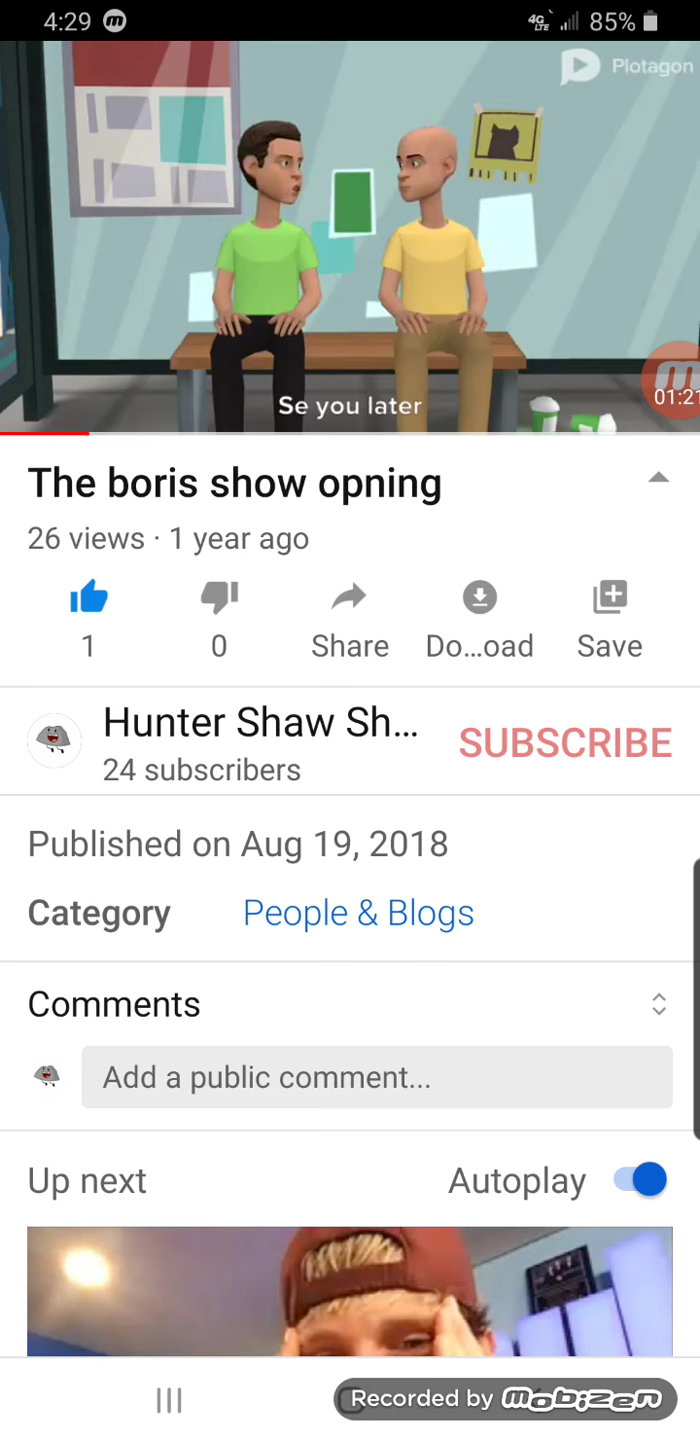 4:29 m 4G LTE 85%
Plotagon
Se you later
01:21
The boris show opning
26 views · 1 year ago
1 0 Share Do...oad Save
Hunter Shaw Sh...
SUBSCRIBE
24 subscribers
Published on Aug 19, 2018
Category People & Blogs
Comments
Add a public comment...
Up next Autoplay
Recorded by mobizen